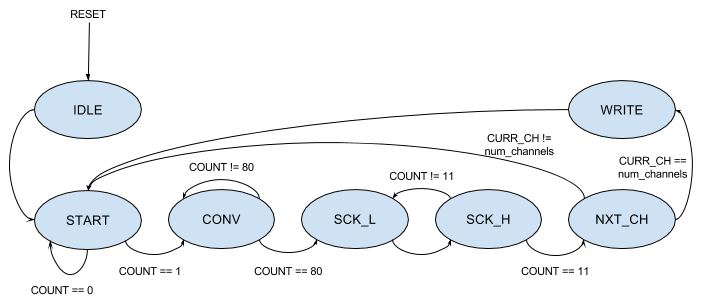 RESET
IDLE
WRITE
CURR_CH !=
num_channels
CURR_CH ==
num_channels
COUNT != 80
COUNT != 11
START
CONV
SCK_L
SCK_H
NXT_CH
COUNT == 1
COUNT == 80
COUNT == 11
COUNT == 0